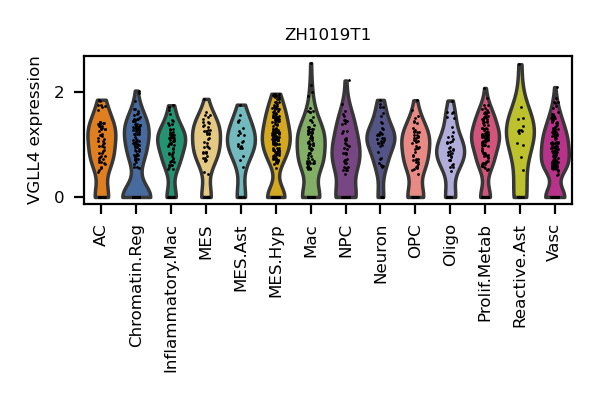 ZH1019T1
VGLL4 expression
2
0
AC
Chromatin.Reg
Inflammatory.Mac
MES
MES.Ast
MES.Hyp
Mac
NPC
Neuron
OPC
Oligo
Prolif.Metab
Reactive.Ast
Vasc